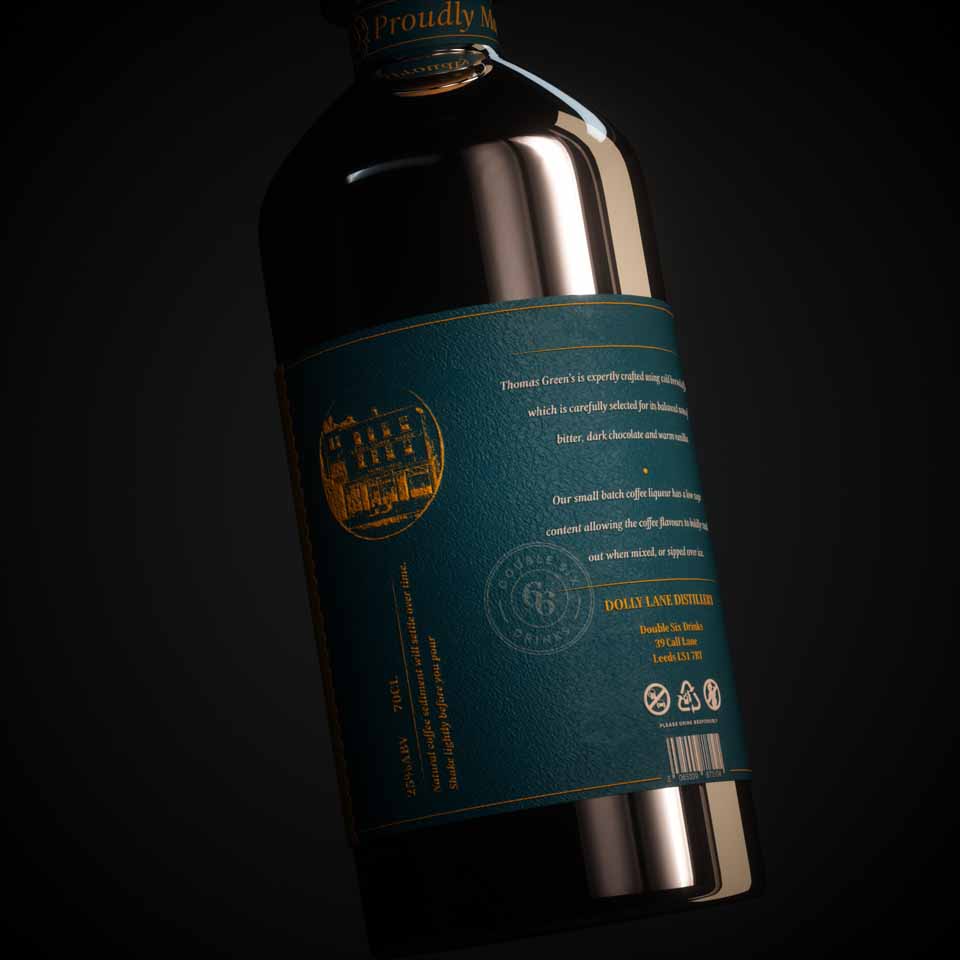 Proudly
Thomas Green's is expertly crafted using cold
which is carefully selected for its balanced
bitter, dark chocolate and warm vanilla
Our small batch coffee liqueur has a low sugar
content allowing the coffee flavours to boldly
out when mixed, or sipped over ice.
DOUBLE SIX
66
DRINKS
DOLLY LANE DISTILLERY
Double Six Drinks
39 Call Lane
Leeds LS1 7BT
PLEASE DRINK RESPONSIBLY
25%ABV 70CL
Natural coffee sediment will settle over time.
Shake lightly before you pour